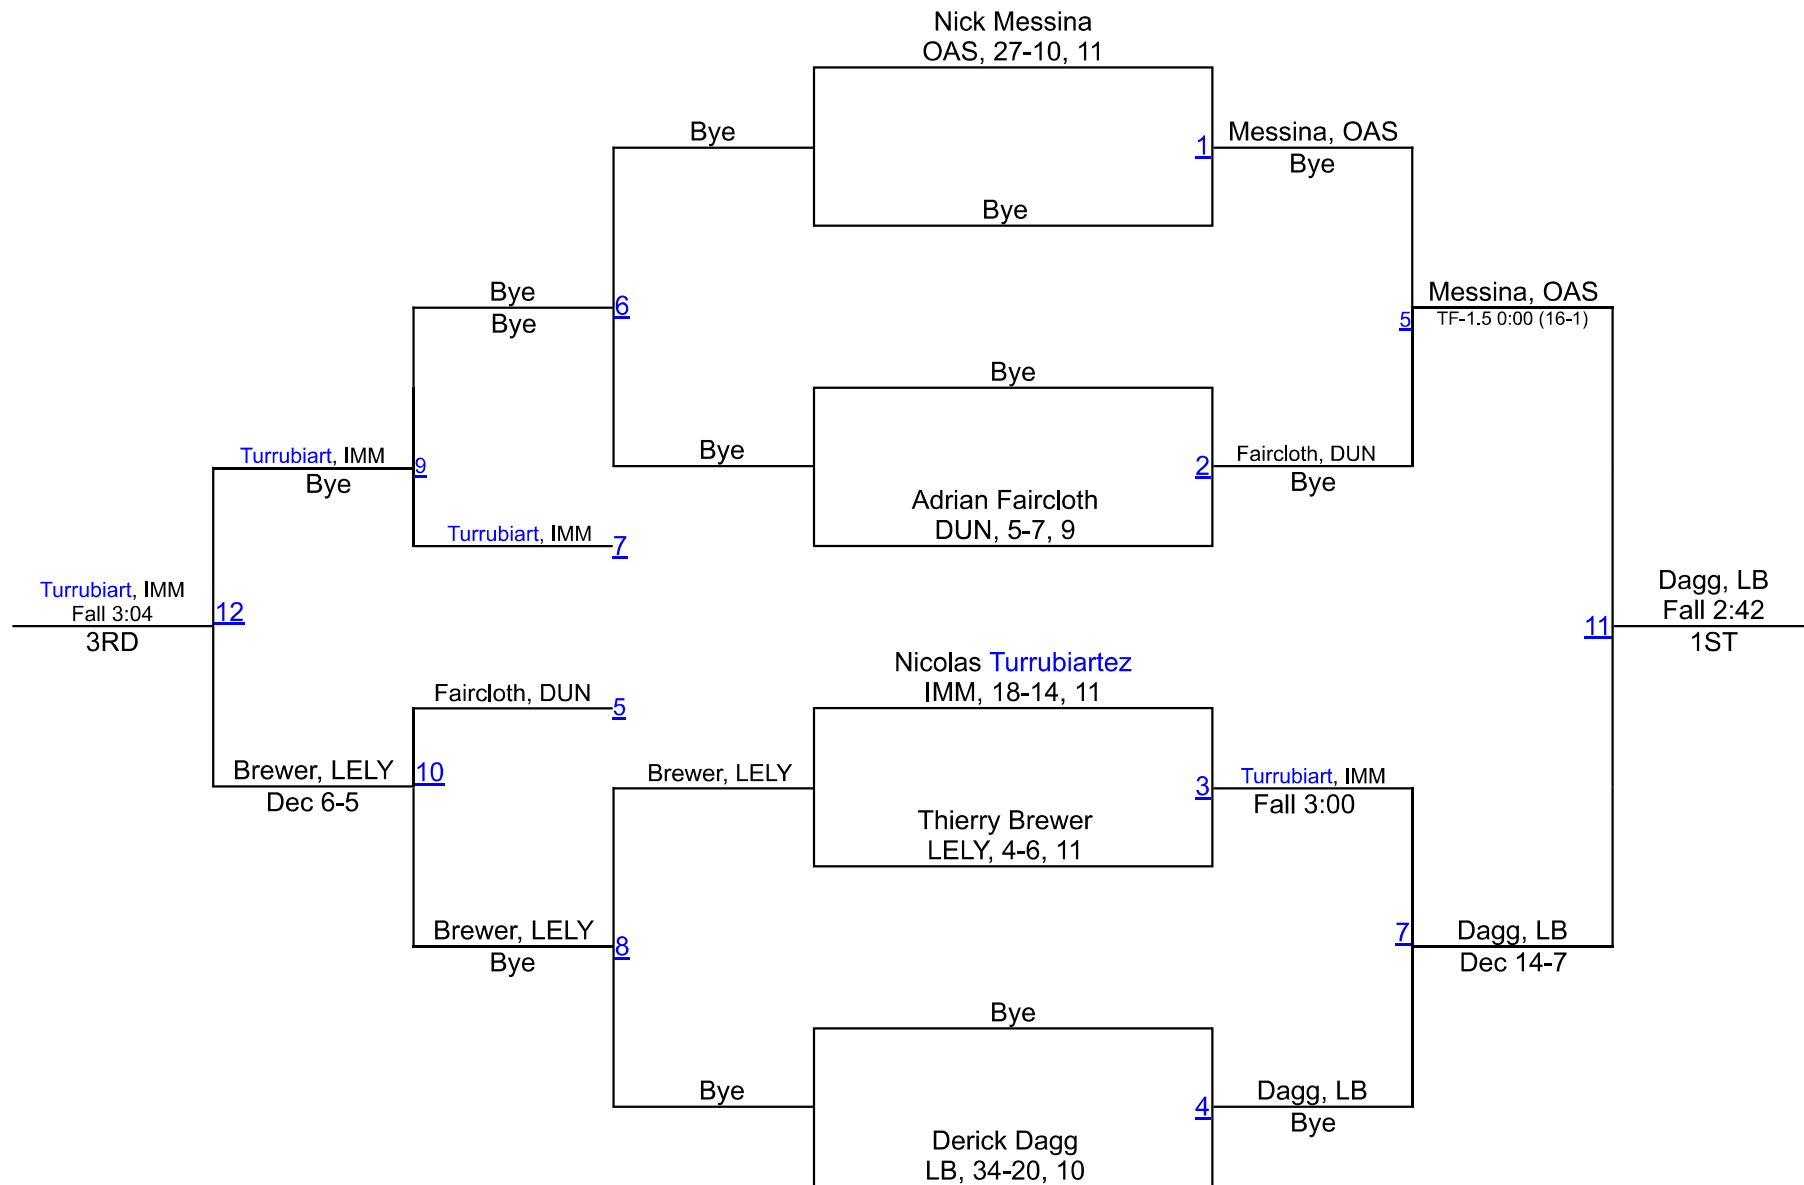 Nick Messina
OAS, 27-10, 11
Bye
1
Messina, OAS
Bye
Bye
Bye
Bye
6
Messina, OAS
TF-1.5 0:00 (16-1)
5
Bye
Turrubiart, IMM
Bye
9
Bye
2
Faircloth, DUN
Bye
Adrian Faircloth
DUN, 5-7, 9
Turrubiart, IMM
7
Turrubiart, IMM
Fall 3:04
3RD
12
Dagg, LB
Fall 2:42
1ST
11
Nicolas Turrubiartez
IMM, 18-14, 11
Faircloth, DUN
5
Brewer, LELY
Dec 6-5
10
Brewer, LELY
3
Turrubiart, IMM
Fall 3:00
Thierry Brewer
LELY, 4-6, 11
Brewer, LELY
Bye
8
7
Dagg, LB
Dec 14-7
Bye
Bye
4
Dagg, LB
Bye
Derick Dagg
LB, 34-20, 10